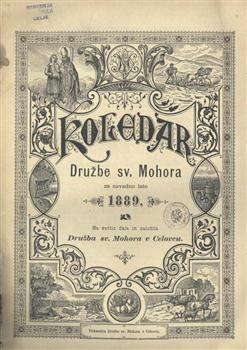 KOLEDAR
Družbe sv. Mohora
za navadno leto
1889.
Na svitlo dala in založila
Družba sv. Mohora v Celovcu.
Tiskarnica Družbe sv. Mohora v Celovcu.